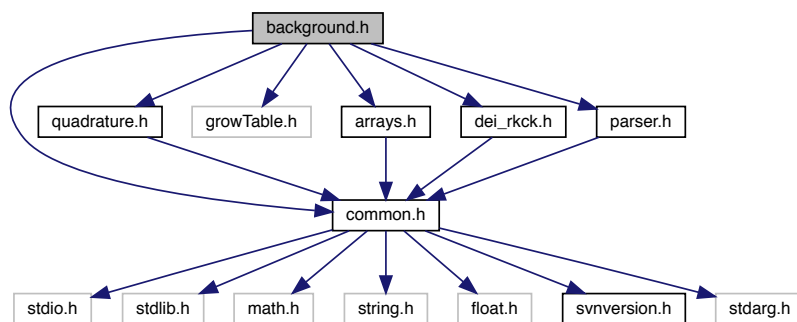 background.h
quadrature.h growTable.h arrays.h dei_rkck.h parser.h
common.h
stdio.h stdlib.h math.h string.h float.h svnversion.h stdarg.h